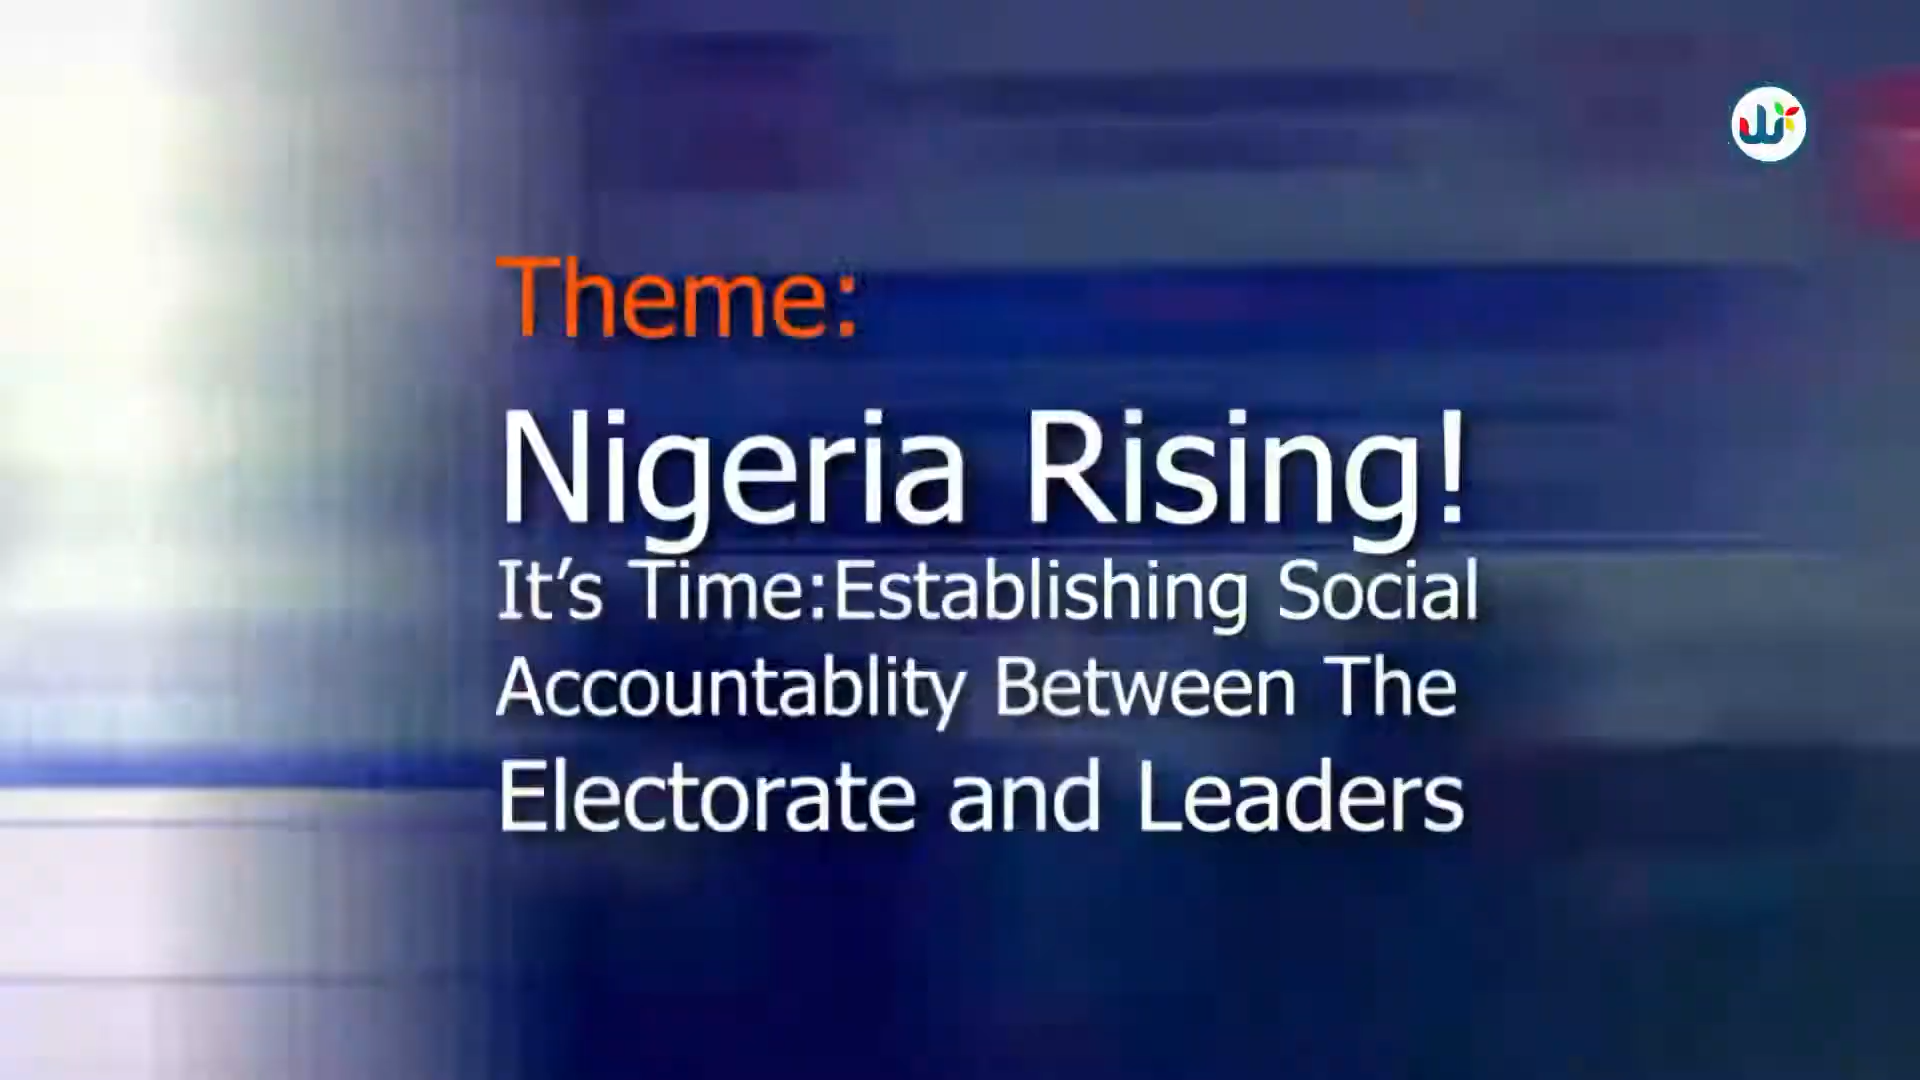 Theme:
Nigeria Rising!
It’s Time:Establishing Social
Accountablity Between The
Electorate and Leaders